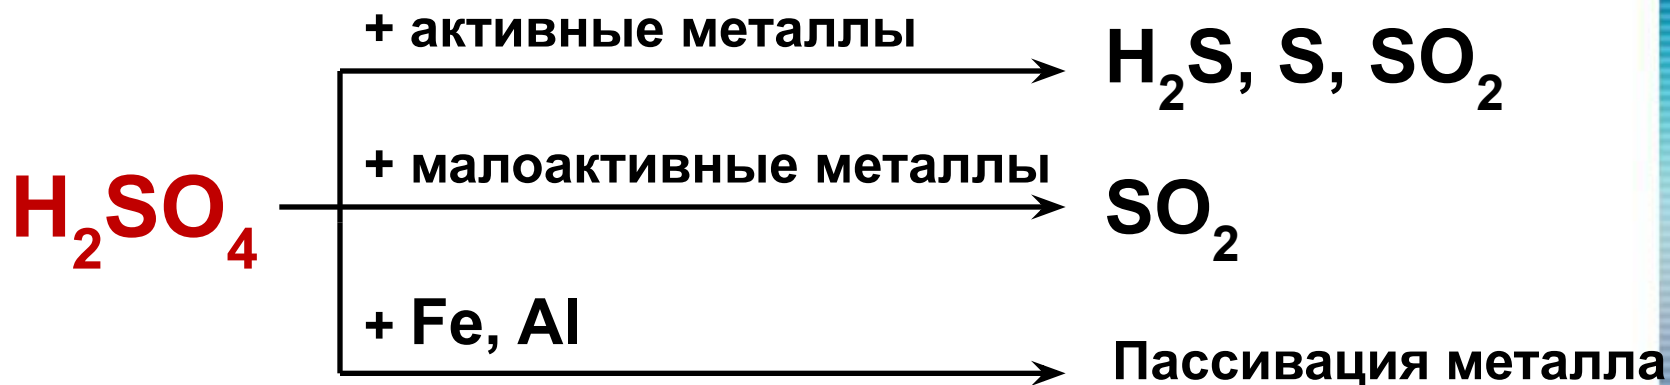 + активные металлы
H₂S, S, SO₂
+ малоактивные металлы
H₂SO₄
SO₂
+ Fe, Al
Пассивация металла